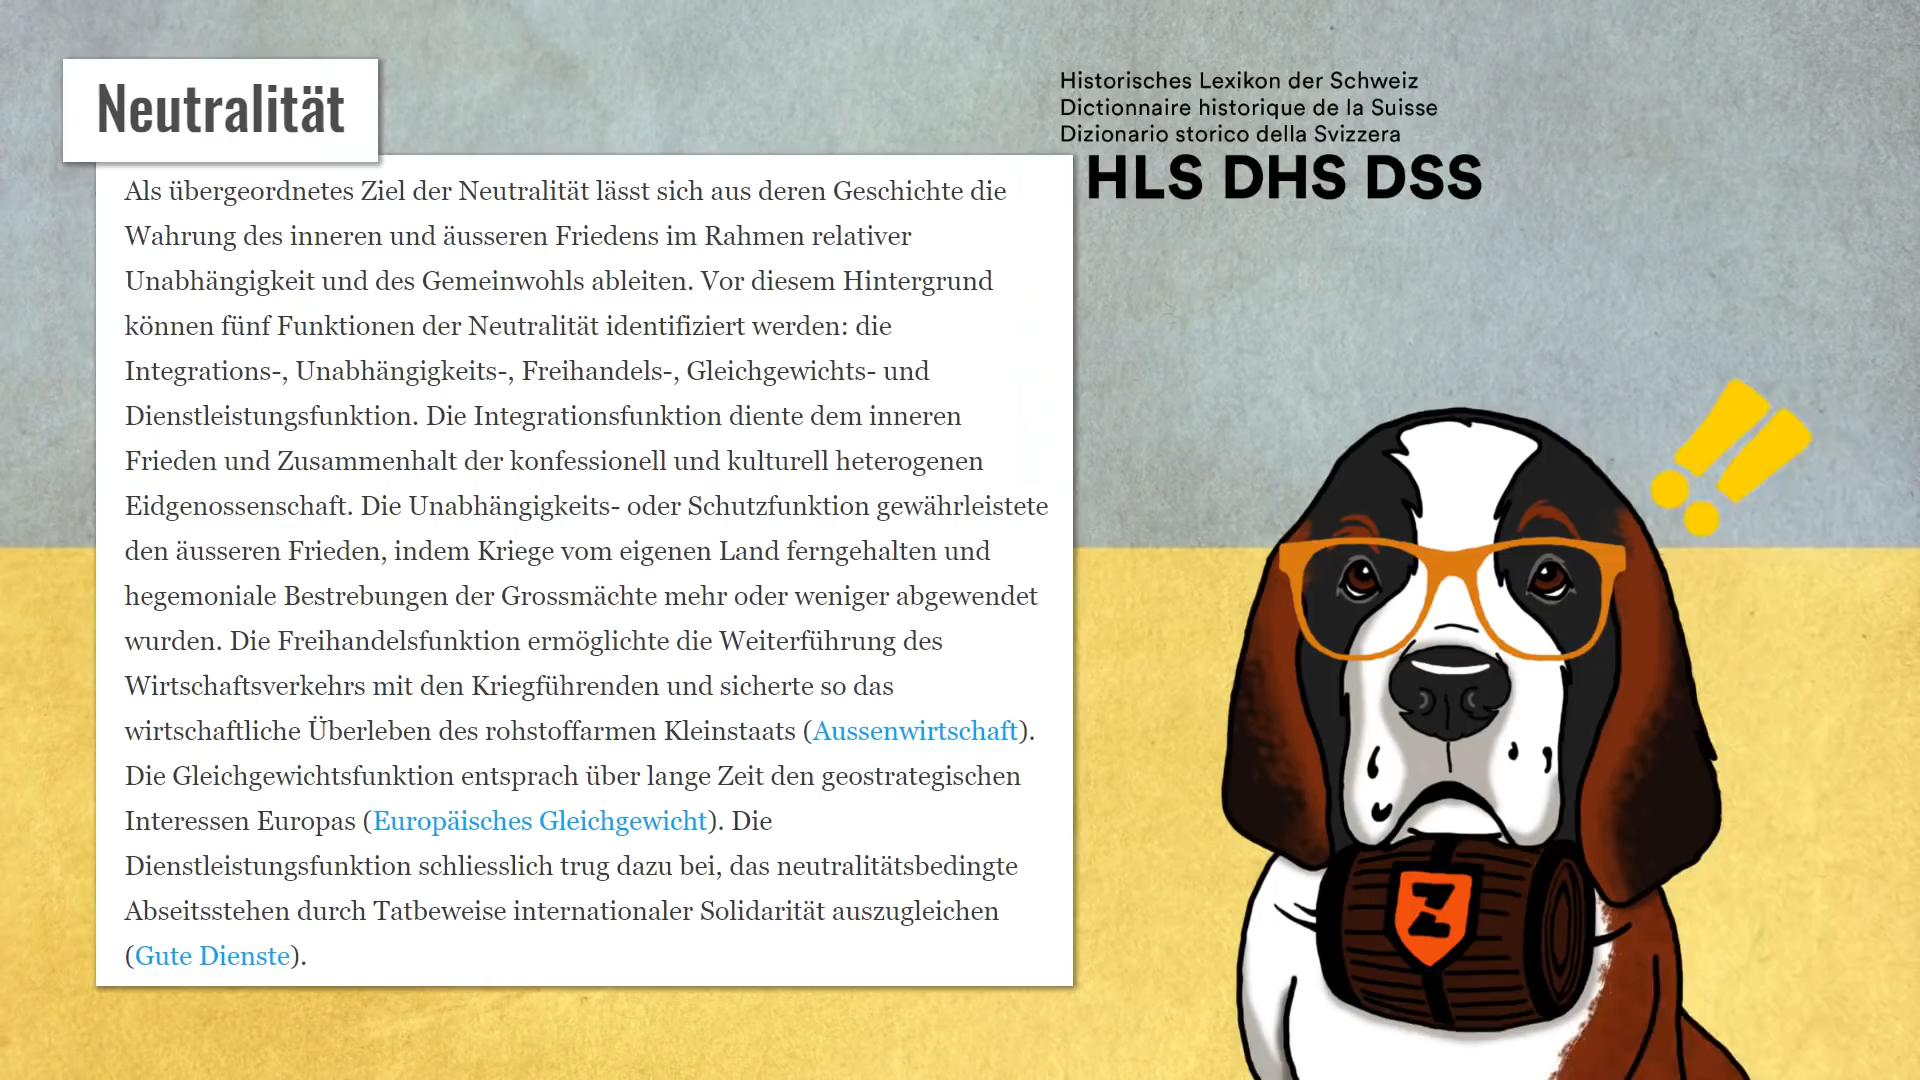 Neutralität
Historisches Lexikon der Schweiz
Dictionnaire historique de la Suisse
Dizionario storico della Svizzera
HLS DHS DSS
Als übergeordnetes Ziel der Neutralität lässt sich aus deren Geschichte die
Wahrung des inneren und äusseren Friedens im Rahmen relativer
Unabhängigkeit und des Gemeinwohls ableiten. Vor diesem Hintergrund
können fünf Funktionen der Neutralität identifiziert werden: die
Integrations-, Unabhängigkeits-, Freihandels-, Gleichgewichts- und
Dienstleistungsfunktion. Die Integrationsfunktion diente dem inneren
Frieden und Zusammenhalt der konfessionell und kulturell heterogenen
Eidgenossenschaft. Die Unabhängigkeits- oder Schutzfunktion gewährleistete
den äusseren Frieden, indem Kriege vom eigenen Land ferngehalten und
hegemoniale Bestrebungen der Grossmächte mehr oder weniger abgewendet
wurden. Die Freihandelsfunktion ermöglichte die Weiterführung des
Wirtschaftsverkehrs mit den Kriegführenden und sicherte so das
wirtschaftliche Überleben des rohstoffarmen Kleinstaats (Aussenwirtschaft).
Die Gleichgewichtsfunktion entsprach über lange Zeit den geostrategischen
Interessen Europas (Europäisches Gleichgewicht). Die
Dienstleistungsfunktion schliesslich trug dazu bei, das neutralitätsbedingte
Abseitsstehen durch Tatbeweise internationaler Solidarität auszugleichen
(Gute Dienste).
!!
Z